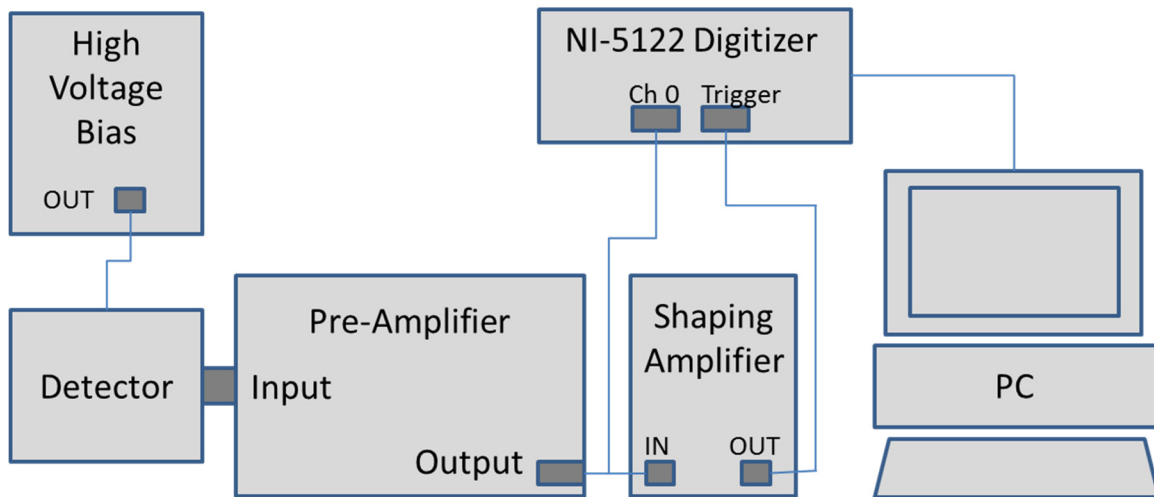 High
Voltage
Bias
OUT
NI-5122 Digitizer
Ch 0 Trigger
Detector
Pre-Amplifier
Input
Output
Shaping
Amplifier
IN OUT
PC